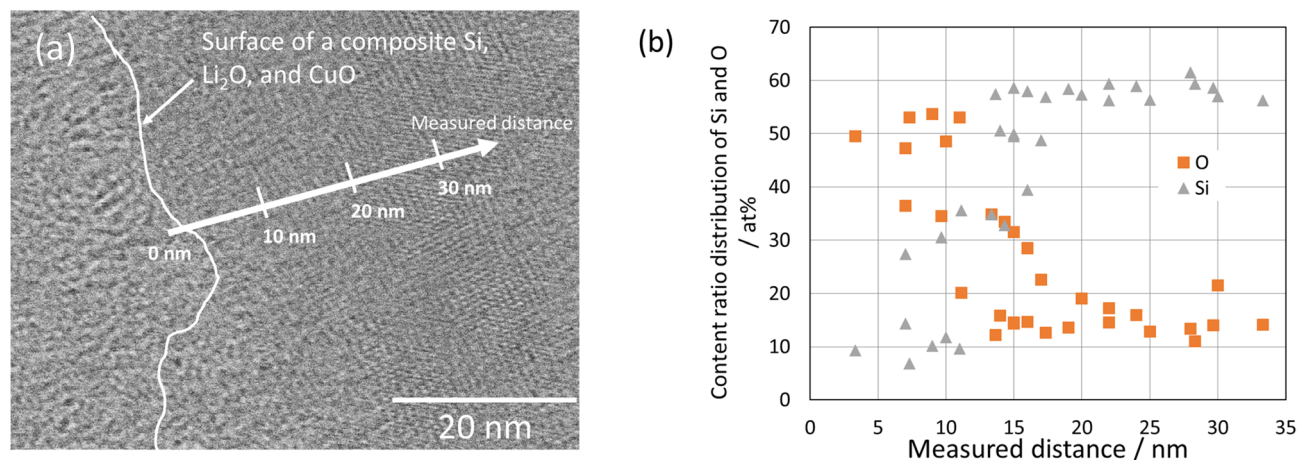 (a)
Surface of a composite Si,
Li₂O, and CuO
Measured distance
0 nm
10 nm
20 nm
30 nm
20 nm
(b)
Content ratio distribution of Si and O
/ at%
70
60
50
40
30
20
10
0
O
Si
0 5 10 15 20 25 30 35
Measured distance / nm